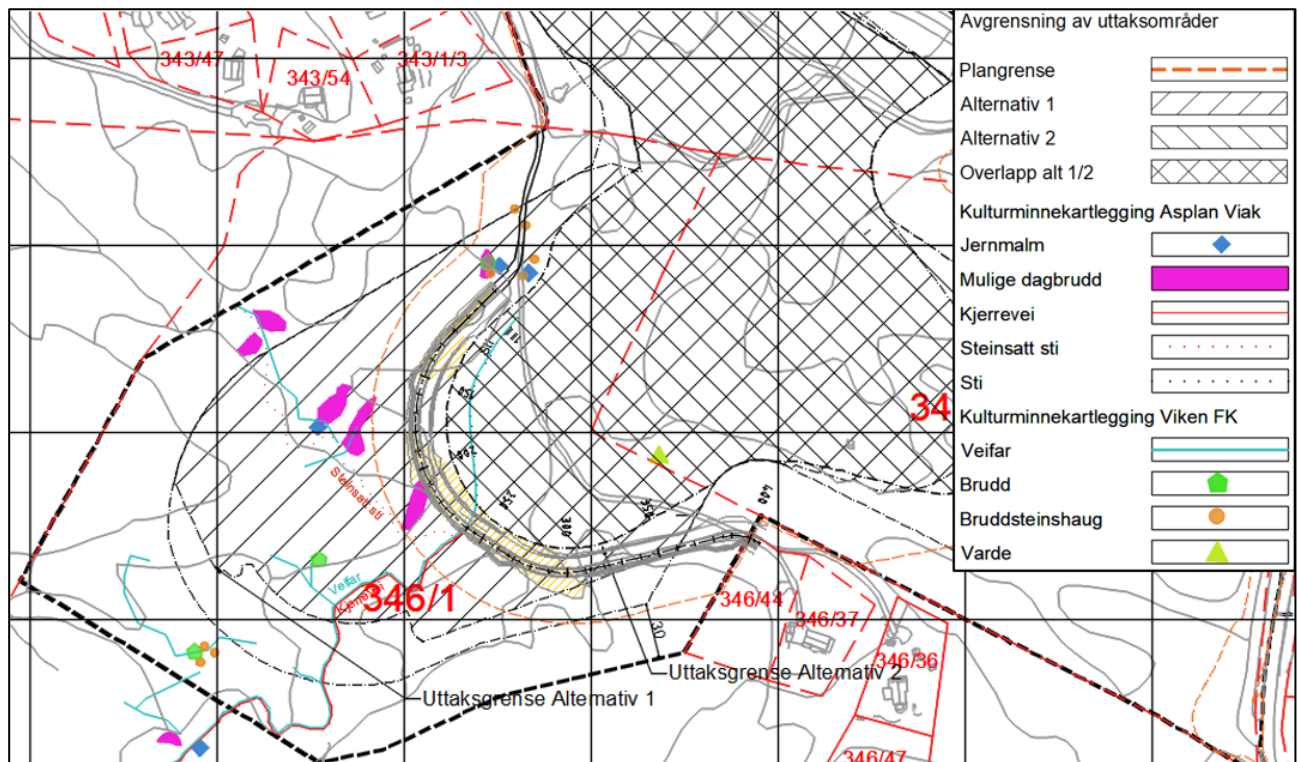 Avgrensning av uttaksområder
Plangrense
Alternativ 1
Alternativ 2
Overlapp alt 1/2
Kulturminnekartlegging Asplan Viak
Jernmalm
Mulige dagbrudd
Kjerrevei
Steinsatt sti
Sti
Kulturminnekartlegging Viken FK
Veifar
Brudd
Bruddsteinshaug
Varde
343/47
343/54
343/1/3
Sti
34
Steinsatt sti
400
Veifar
Kjerrevei
346/1
346/44
346/37
346/36
30
Uttaksgrense Alternativ 2
Uttaksgrense Alternativ 1
346/47